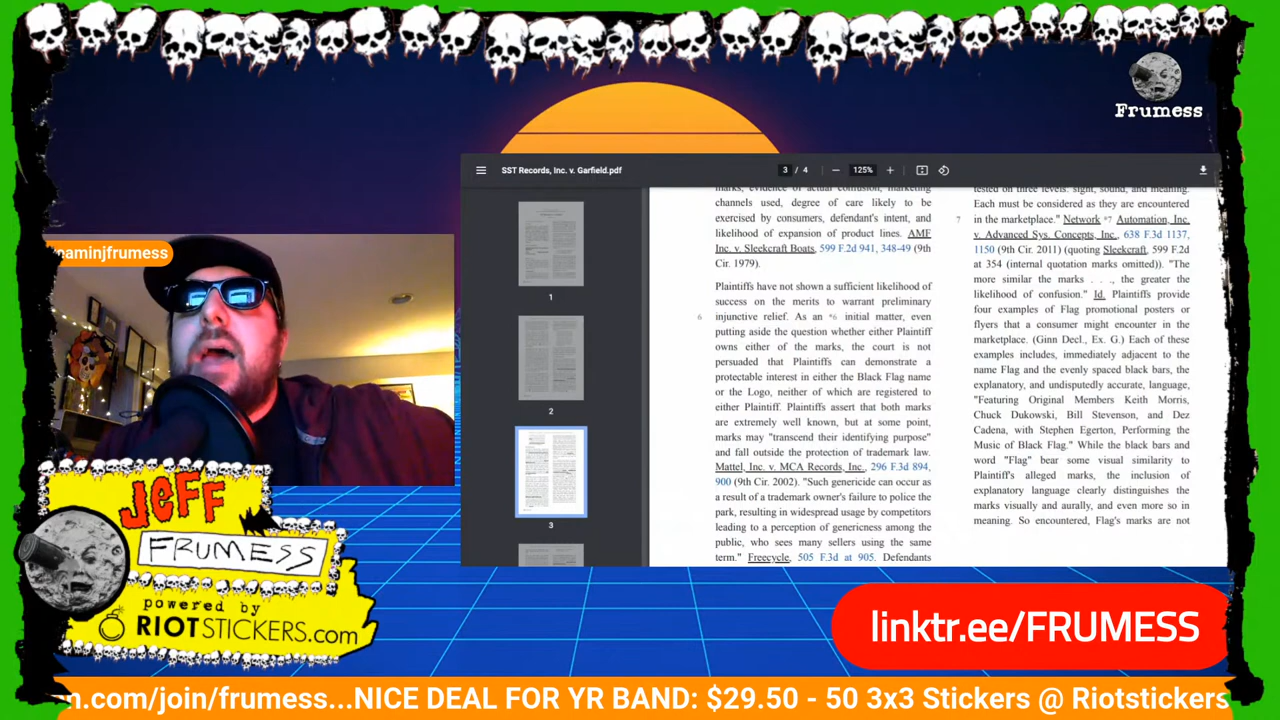 Frumess
SST Records, Inc. v. Garfield.pdf
3 / 4
125%
1
2
3
marks, evidence of actual confusion, marketing
channels used, degree of care likely to be
exercised by consumers, defendant's intent, and
likelihood of expansion of product lines. AMF
Inc. v. Sleekcraft Boats, 599 F.2d 941, 348-49 (9th
Cir. 1979).
Plaintiffs have not shown a sufficient likelihood of
success on the merits to warrant preliminary
6 injunctive relief. As an *6 initial matter, even
putting aside the question whether either Plaintiff
owns either of the marks, the court is not
persuaded that Plaintiffs can demonstrate a
protectable interest in either the Black Flag name
or the Logo, neither of which are registered to
either Plaintiff. Plaintiffs assert that both marks
are extremely well known, but at some point,
marks may "transcend their identifying purpose"
and fall outside the protection of trademark law.
Mattel, Inc. v. MCA Records, Inc., 296 F.3d 894,
900 (9th Cir. 2002). "Such genericide can occur as
a result of a trademark owner's failure to police the
park, resulting in widespread usage by competitors
leading to a perception of genericness among the
public, who sees many sellers using the same
term." Freecycle, 505 F.3d at 905. Defendants
tested on three levels: sight, sound, and meaning.
Each must be considered as they are encountered
7 in the marketplace." Network *7 Automation, Inc.
v. Advanced Sys. Concepts, Inc., 638 F.3d 1137,
1150 (9th Cir. 2011) (quoting Sleekcraft, 599 F.2d
at 354 (internal quotation marks omitted)). "The
more similar the marks . . ., the greater the
likelihood of confusion." Id. Plaintiffs provide
four examples of Flag promotional posters or
flyers that a consumer might encounter in the
marketplace. (Ginn Decl., Ex. G.) Each of these
examples includes, immediately adjacent to the
name Flag and the evenly spaced black bars, the
explanatory, and undisputedly accurate, language,
"Featuring Original Members Keith Morris,
Chuck Dukowski, Bill Stevenson, and Dez
Cadena, with Stephen Egerton, Performing the
Music of Black Flag." While the black bars and
word "Flag" bear some visual similarity to
Plaintiff's alleged marks, the inclusion of
explanatory language clearly distinguishes the
marks visually and aurally, and even more so in
meaning. So encountered, Flag's marks are not
eaminjfrumess
JEFF
FRUMESS
powered by
RIOTSTICKERS.com
linktr.ee/FRUMESS
n.com/join/frumess...NICE DEAL FOR YR BAND: $29.50 - 50 3x3 Stickers @ Riotstickers